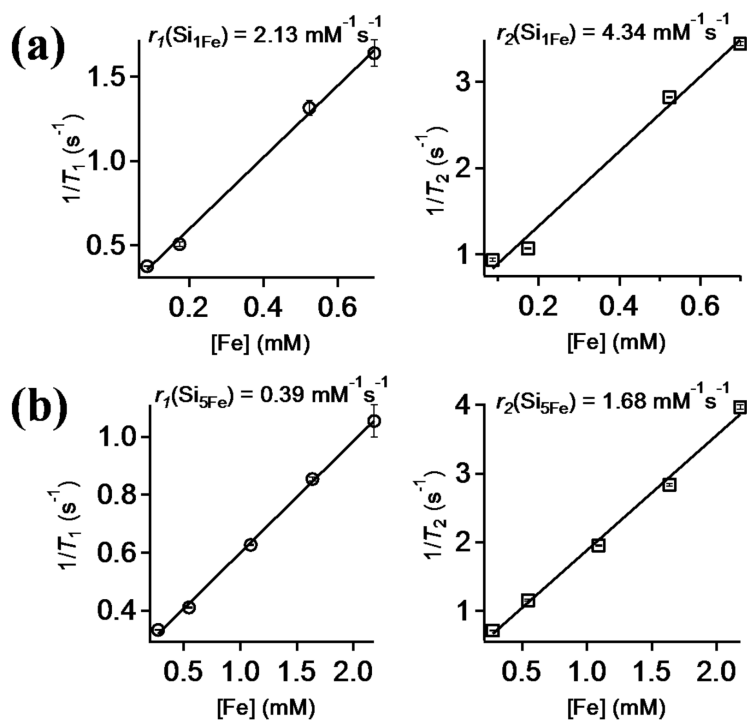 (a)
r1(Si1Fe) = 2.13 mM−1s−1
1/T1 (s−1)
1.5
1.0
0.5
0.2 0.4 0.6
[Fe] (mM)
r2(Si1Fe) = 4.34 mM−1s−1
1/T2 (s−1)
3
2
1
0.2 0.4 0.6
[Fe] (mM)
(b)
r1(Si5Fe) = 0.39 mM−1s−1
1/T1 (s−1)
1.0
0.8
0.6
0.4
0.5 1.0 1.5 2.0
[Fe] (mM)
r2(Si5Fe) = 1.68 mM−1s−1
1/T2 (s−1)
4
3
2
1
0.5 1.0 1.5 2.0
[Fe] (mM)